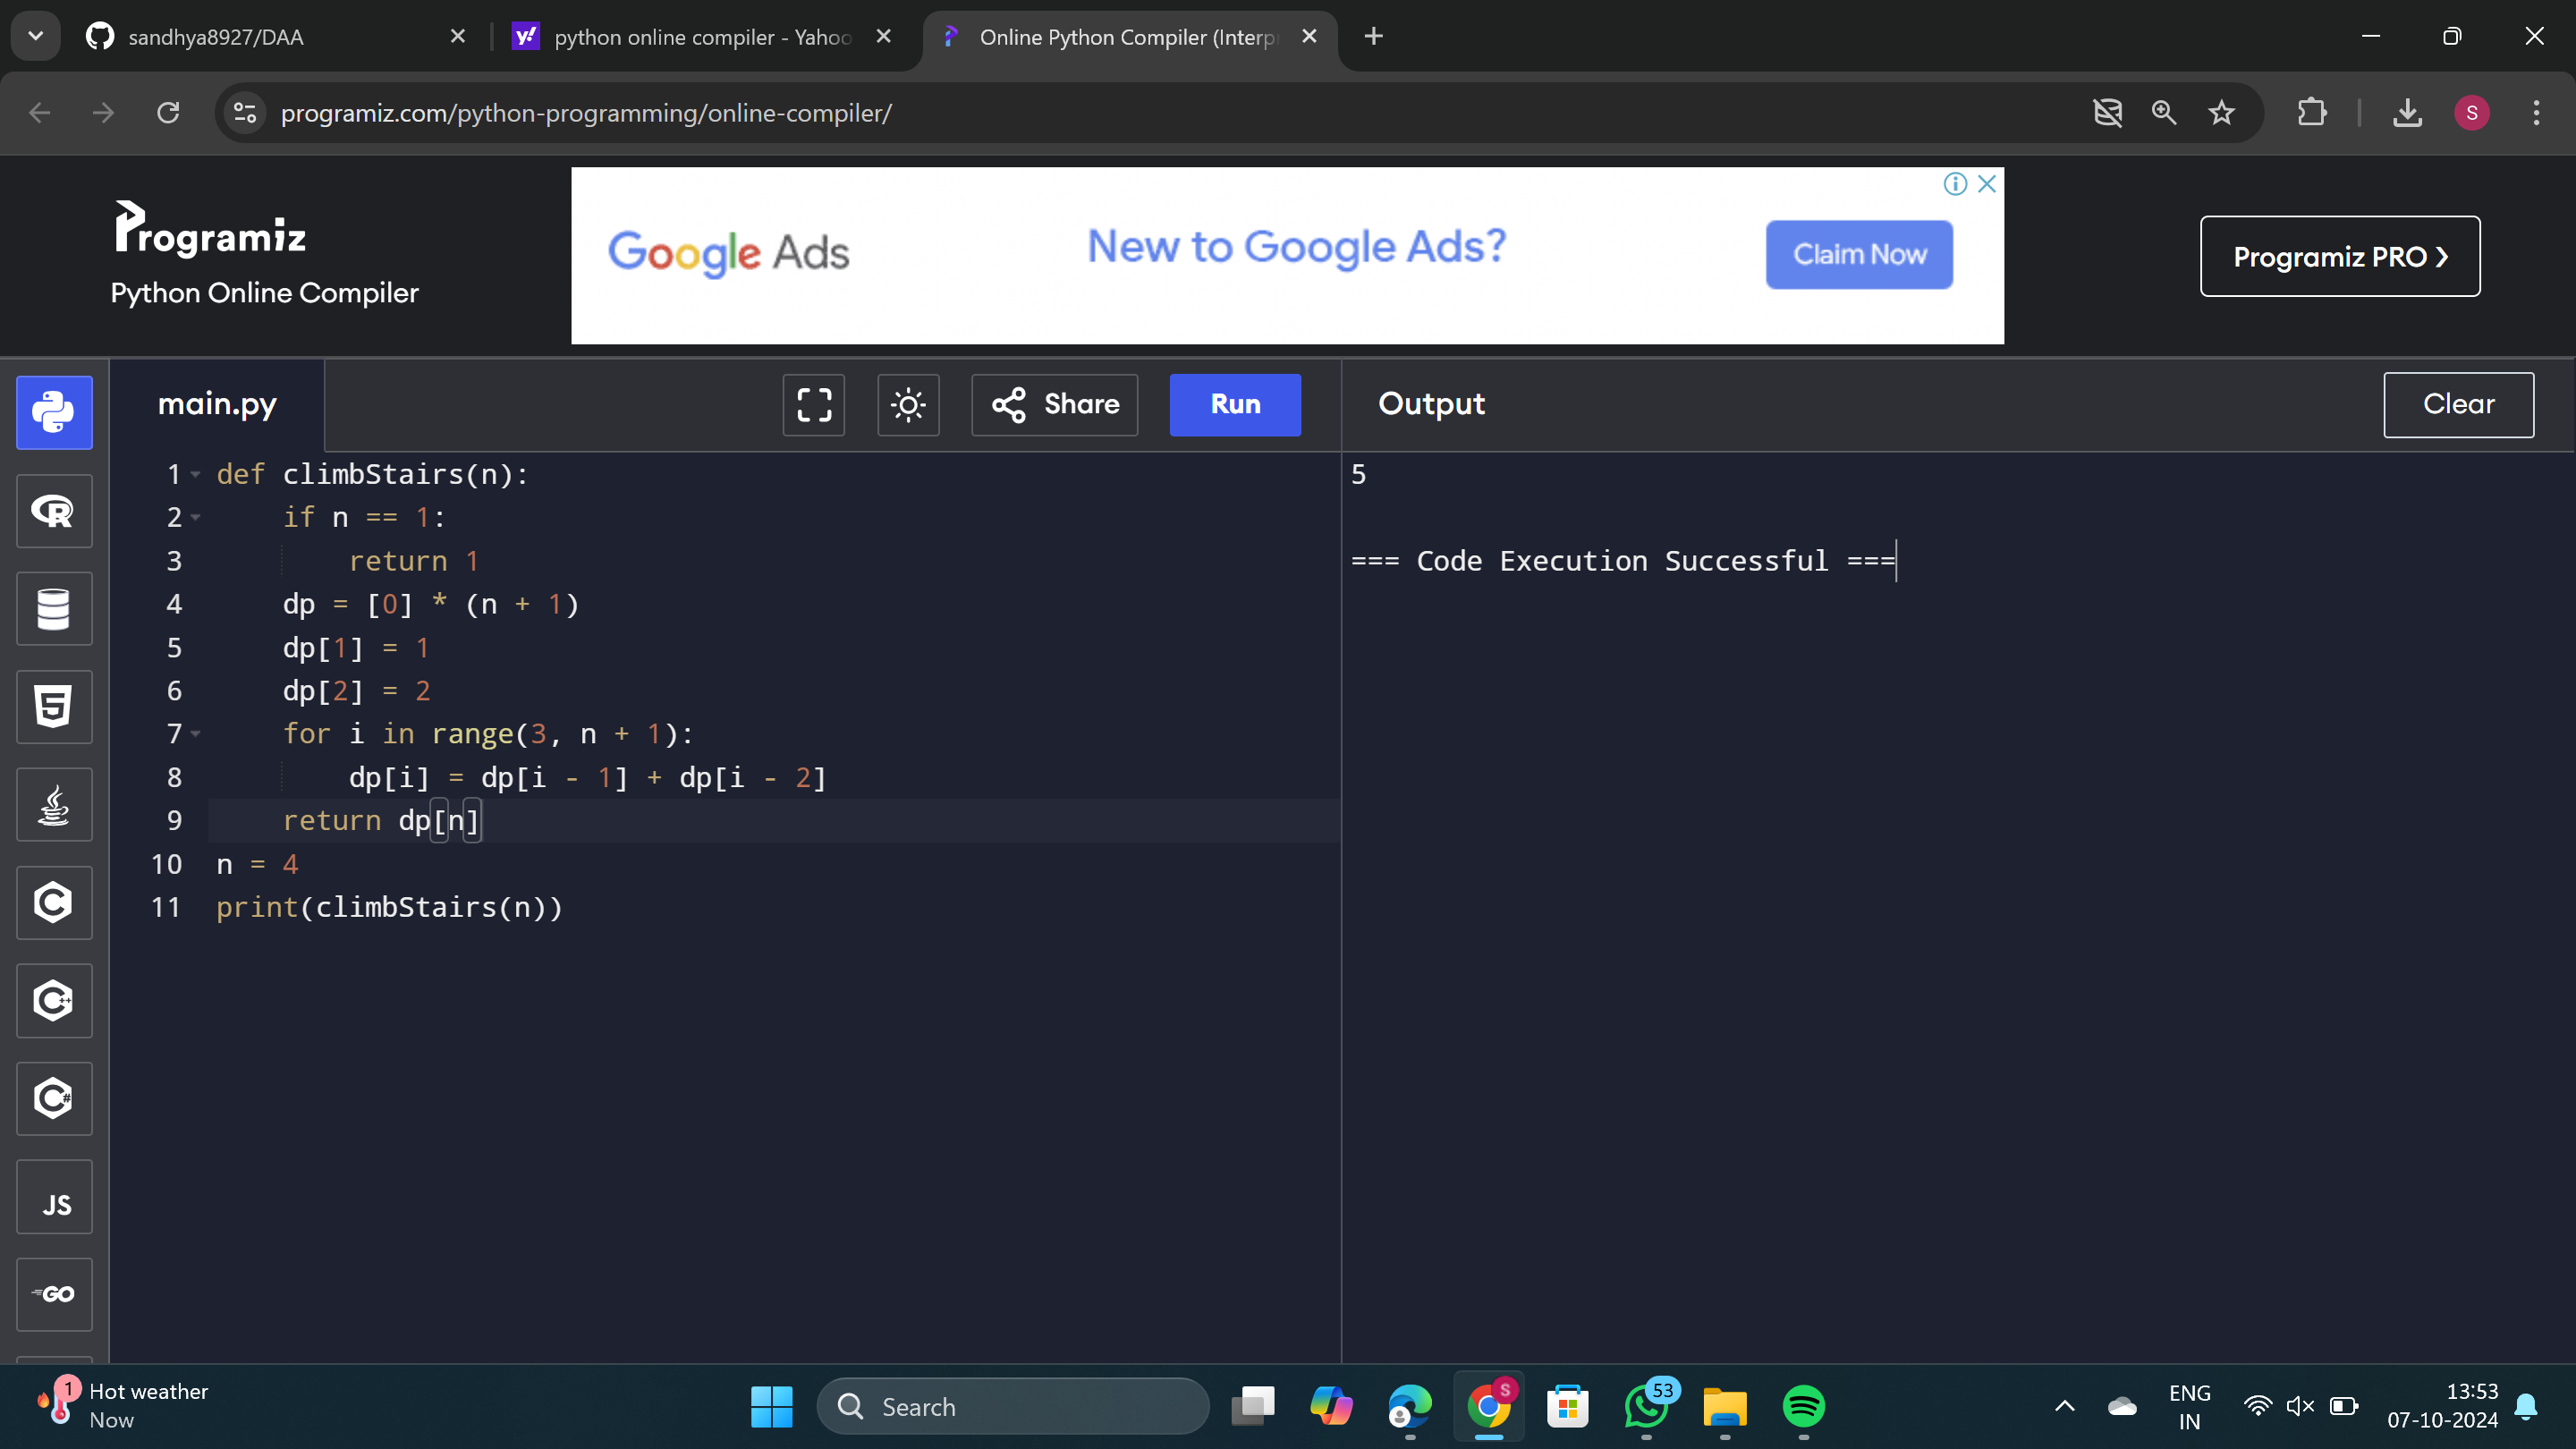 sandhya8927/DAA
python online compiler - Yahoo
Online Python Compiler (Interp
programiz.com/python-programming/online-compiler/
S
Programiz
Python Online Compiler
Google Ads
New to Google Ads?
Claim Now
Programiz PRO ❯
main.py
Share
Run
Output
Clear
1 def climbStairs(n):
2     if n == 1:
3         return 1
4     dp = [0] * (n + 1)
5     dp[1] = 1
6     dp[2] = 2
7     for i in range(3, n + 1):
8         dp[i] = dp[i - 1] + dp[i - 2]
9     return dp[n]
10 n = 4
11 print(climbStairs(n))
5
=== Code Execution Successful ===
R
5
C
C++
C#
JS
GO
1
Hot weather
Now
Search
S
53
ENG
IN
13:53
07-10-2024